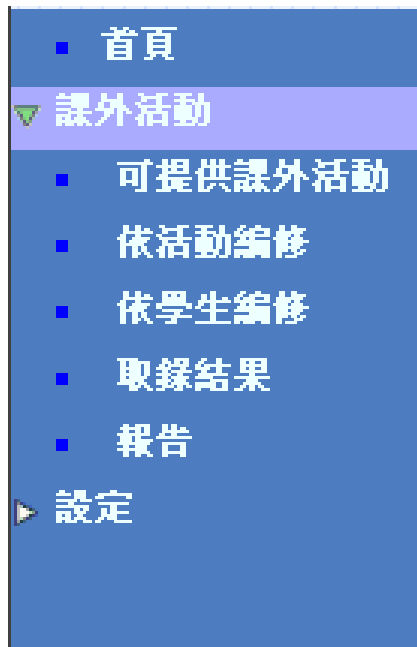 首頁
課外活動
可提供課外活動
依活動編修
依學生編修
取錄結果
報告
設定